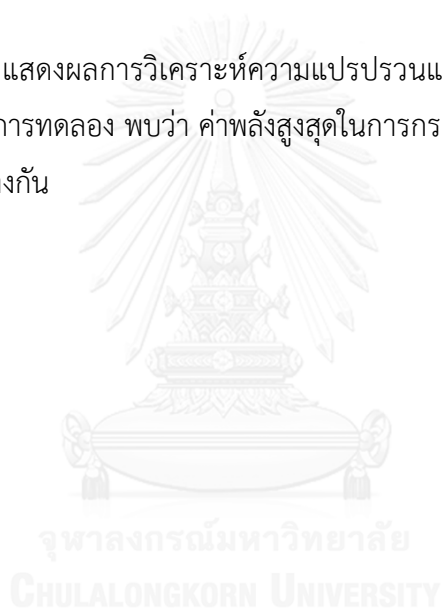 แสดงผลการวิเคราะห์ความแปรปรวนแ
การทดลอง พบว่า ค่าพลังสูงสุดในการกร
งกัน
จุฬาลงกรณ์มหาวิทยาลัย
CHULALONGKORN UNIVERSITY